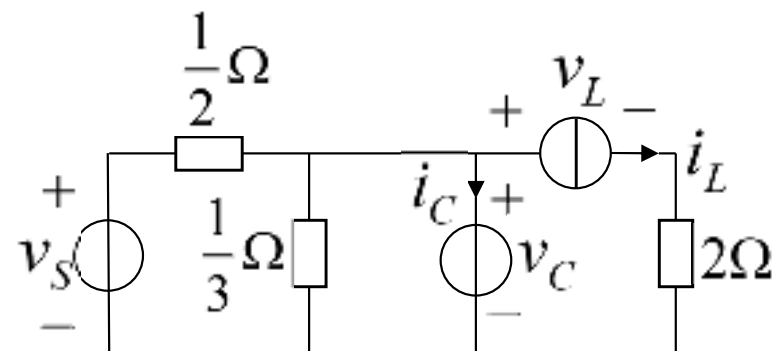 1/2 Ω
+ v_L −
i_L
+ v_S −
1/3 Ω
i_C
+ v_C −
2Ω